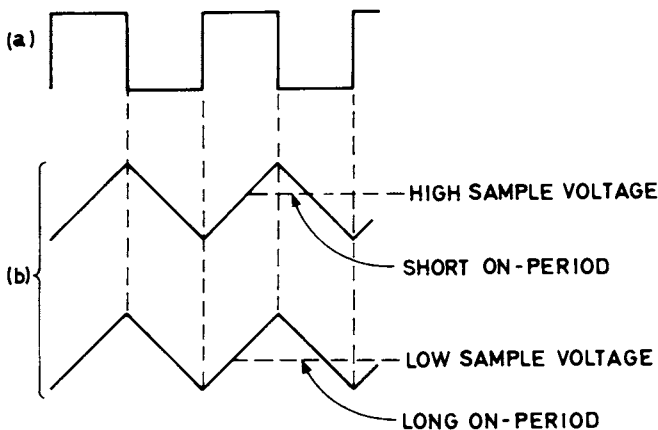 (a)
HIGH SAMPLE VOLTAGE
SHORT ON-PERIOD
(b)
LOW SAMPLE VOLTAGE
LONG ON-PERIOD